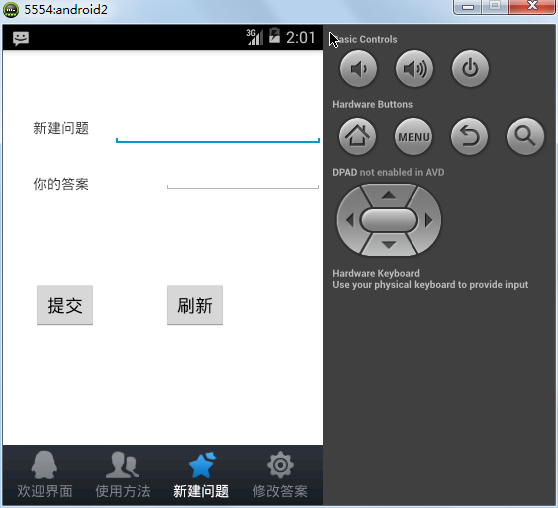 5554:android2
3G 2:01
Basic Controls
Hardware Buttons
MENU
DPAD not enabled in AVD
Hardware Keyboard
Use your physical keyboard to provide input
新建问题
你的答案
提交 刷新
欢迎界面 使用方法 新建问题 修改答案